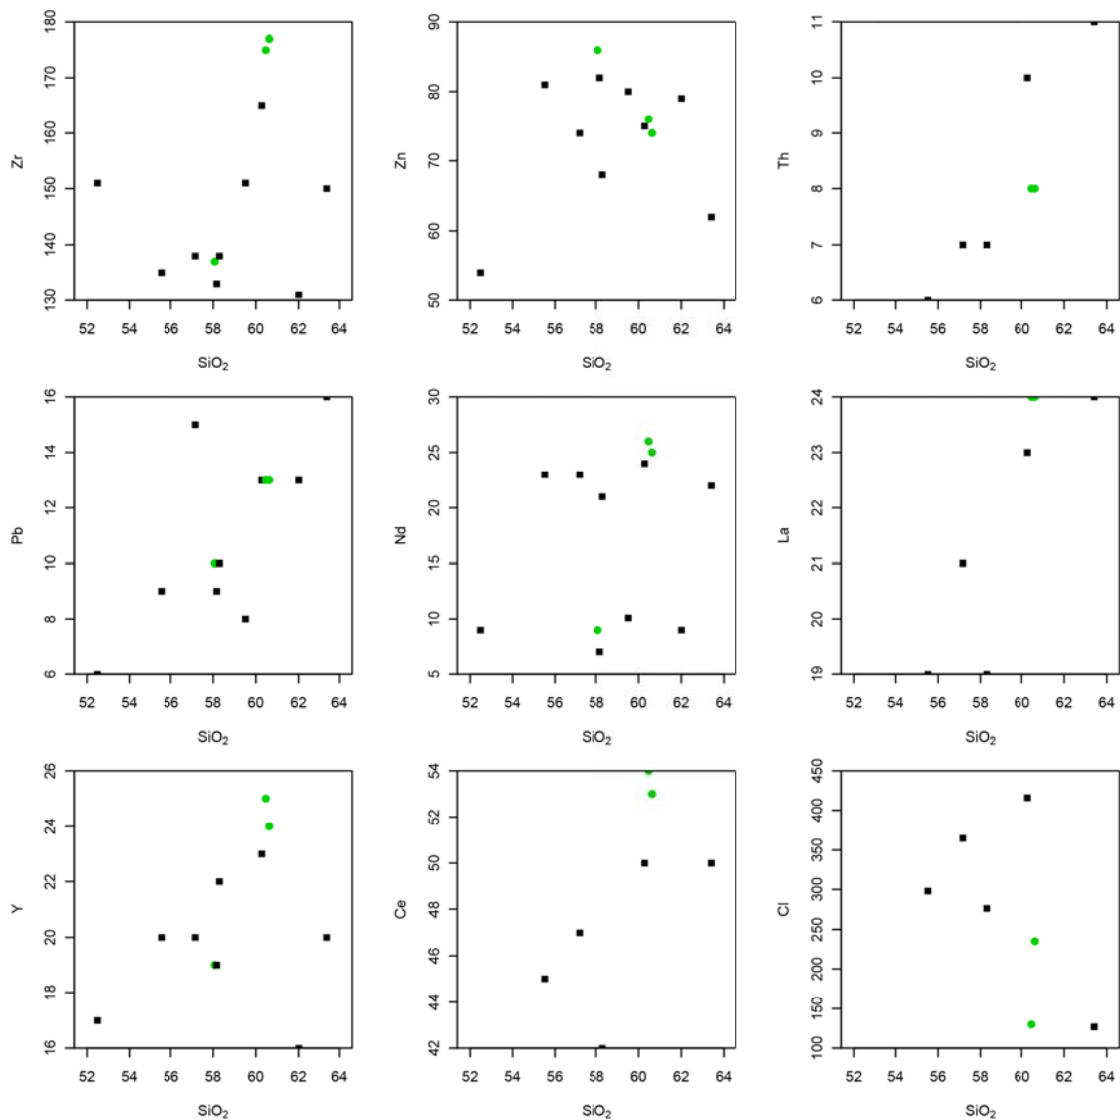 Zr
180
170
160
150
140
130
52 54 56 58 60 62 64
SiO₂
Zn
90
80
70
60
50
52 54 56 58 60 62 64
SiO₂
Th
11
10
9
8
7
6
52 54 56 58 60 62 64
SiO₂
Pb
16
14
12
10
8
6
52 54 56 58 60 62 64
SiO₂
Nd
30
25
20
15
10
5
52 54 56 58 60 62 64
SiO₂
La
24
23
22
21
20
19
52 54 56 58 60 62 64
SiO₂
Y
26
24
22
20
18
16
52 54 56 58 60 62 64
SiO₂
Ce
54
52
50
48
46
44
42
52 54 56 58 60 62 64
SiO₂
Cl
450
400
350
300
250
200
150
100
52 54 56 58 60 62 64
SiO₂